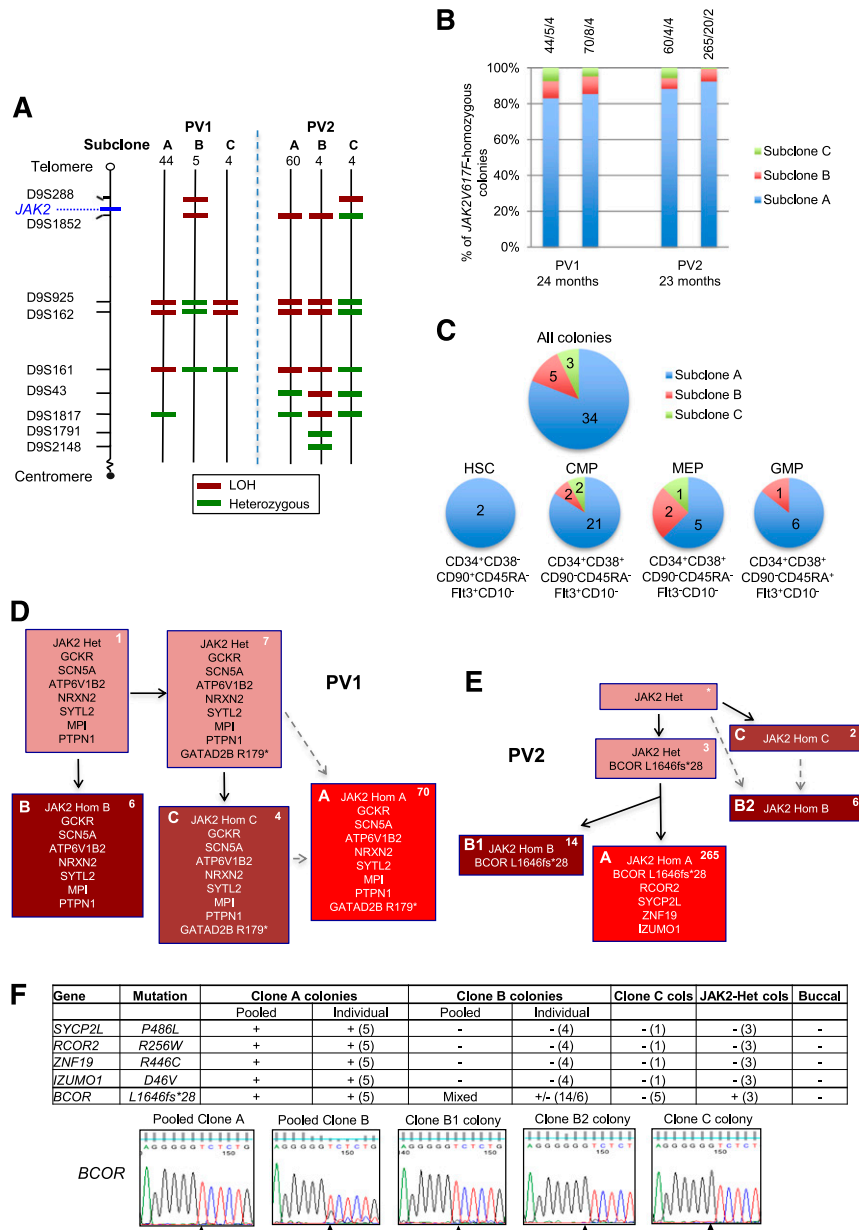 A
PV1 PV2
Subclone A B C A B C
44 5 4 60 4 4
Telomere
D9S288
JAK2
D9S1852
D9S925
D9S162
D9S161
D9S43
D9S1817
D9S1791
D9S2148
Centromere
LOH
Heterozygous
B
44/5/4 70/8/4 60/4/4 265/20/2
% of JAK2V617F-homozygous
colonies
100%
80%
60%
40%
20%
0%
PV1 PV2
24 months 23 months
Subclone C
Subclone B
Subclone A
C
All colonies
3
5
34
Subclone A
Subclone B
Subclone C
HSC CMP MEP GMP
2
2 2 21
1 2 5
1 6
CD34+CD38- CD34+CD38+ CD34+CD38+ CD34+CD38+
CD90+CD45RA- CD90-CD45RA- CD90-CD45RA- CD90-CD45RA+
Flt3+CD10- Flt3+CD10- Flt3-CD10- Flt3+CD10-
D
PV1
JAK2 Het 1
GCKR
SCN5A
ATP6V1B2
NRXN2
SYTL2
MPI
PTPN1
JAK2 Het 7
GCKR
SCN5A
ATP6V1B2
NRXN2
SYTL2
MPI
PTPN1
GATAD2B R179*
B JAK2 Hom B 6
GCKR
SCN5A
ATP6V1B2
NRXN2
SYTL2
MPI
PTPN1
C JAK2 Hom C 4
GCKR
SCN5A
ATP6V1B2
NRXN2
SYTL2
MPI
PTPN1
GATAD2B R179*
A JAK2 Hom A 70
GCKR
SCN5A
ATP6V1B2
NRXN2
SYTL2
MPI
PTPN1
GATAD2B R179*
E
PV2
JAK2 Het *
JAK2 Het 3
BCOR L1646fs*28
C JAK2 Hom C 2
B2 JAK2 Hom B 6
B1 JAK2 Hom B 14
BCOR L1646fs*28
A JAK2 Hom A 265
BCOR L1646fs*28
RCOR2
SYCP2L
ZNF19
IZUMO1
F
Gene Mutation Clone A colonies Clone B colonies Clone C cols JAK2-Het cols Buccal
Pooled Individual Pooled Individual
SYCP2L P486L + + (5) - - (4) - (1) - (3) -
RCOR2 R256W + + (5) - - (4) - (1) - (3) -
ZNF19 R446C + + (5) - - (4) - (1) - (3) -
IZUMO1 D46V + + (5) - - (4) - (1) - (3) -
BCOR L1646fs*28 + + (5) Mixed +/- (14/6) - (5) + (3) -
Pooled Clone A Pooled Clone B Clone B1 colony Clone B2 colony Clone C colony
BCOR